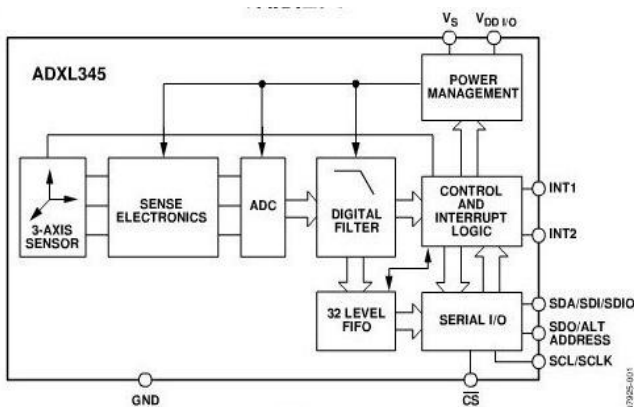 VS
VDD I/O
ADXL345
POWER
MANAGEMENT
3-AXIS
SENSOR
SENSE
ELECTRONICS
ADC
DIGITAL
FILTER
CONTROL
AND
INTERRUPT
LOGIC
INT1
INT2
32 LEVEL
FIFO
SERIAL I/O
SDA/SDI/SDIO
SDO/ALT
ADDRESS
SCL/SCLK
GND
CS
07925-001